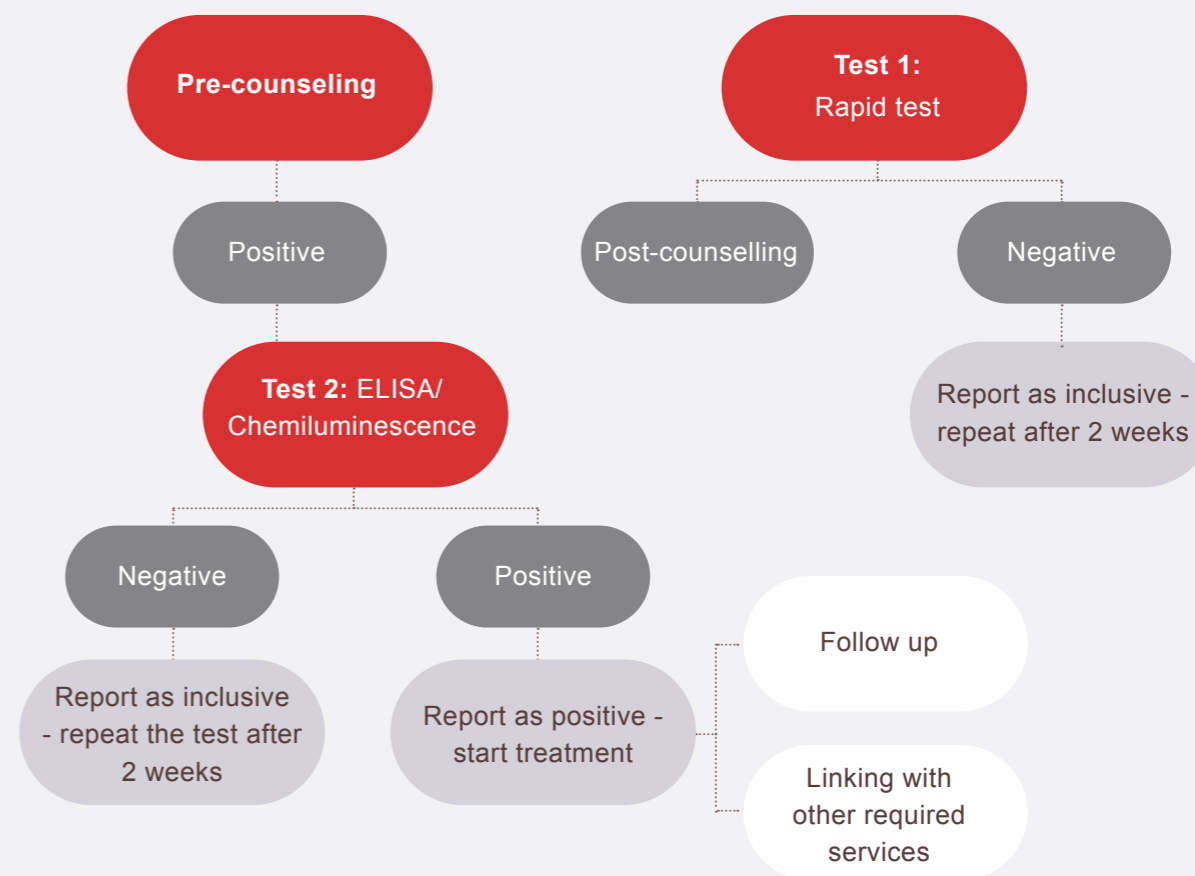 Pre-counseling
Test 1:
Rapid test
Positive
Post-counselling
Negative
Test 2: ELISA/
Chemiluminescence
Report as inclusive -
repeat after 2 weeks
Negative
Positive
Report as inclusive
- repeat the test after
2 weeks
Report as positive -
start treatment
Follow up
Linking with
other required
services